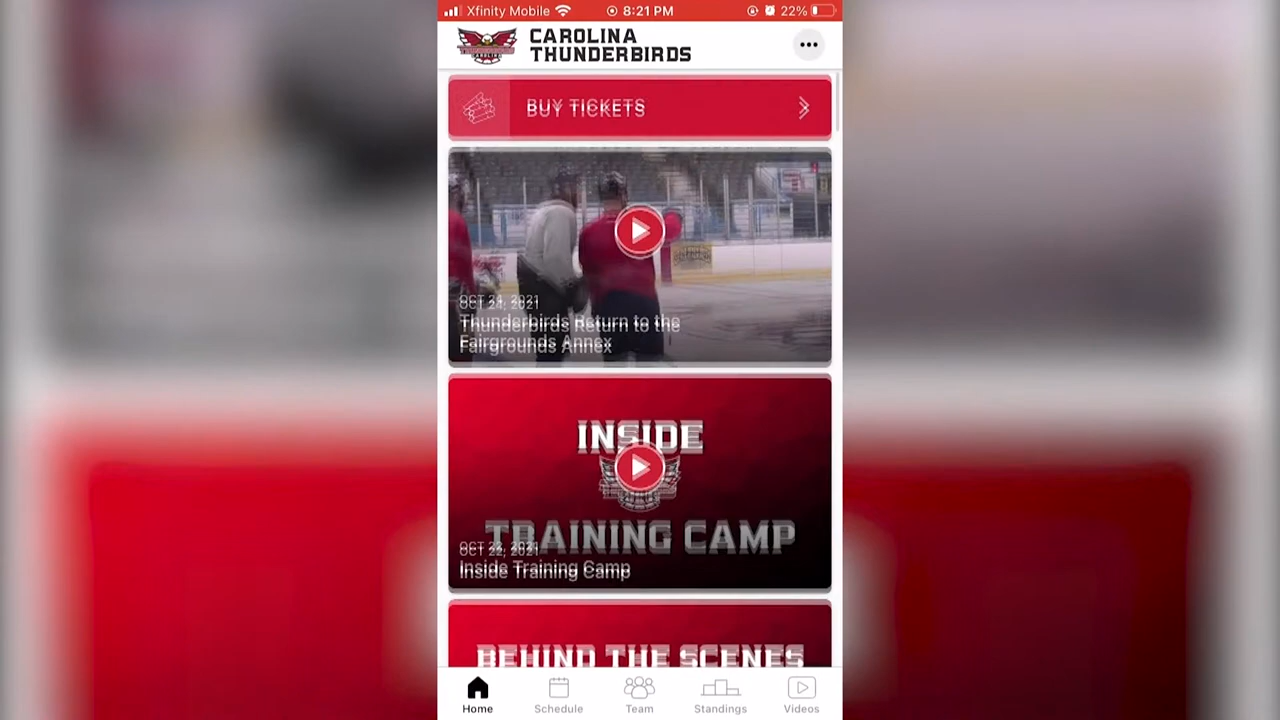 Xfinity Mobile
8:21 PM
22%
CAROLINA
THUNDERBIRDS
BUY TICKETS
OCT 24, 2021
Thunderbirds Return to the
Fairgrounds Annex
INSIDE
TRAINING CAMP
OCT 22, 2021
Inside Training Camp
BEHIND THE SCENES
Home
Schedule
Team
Standings
Videos